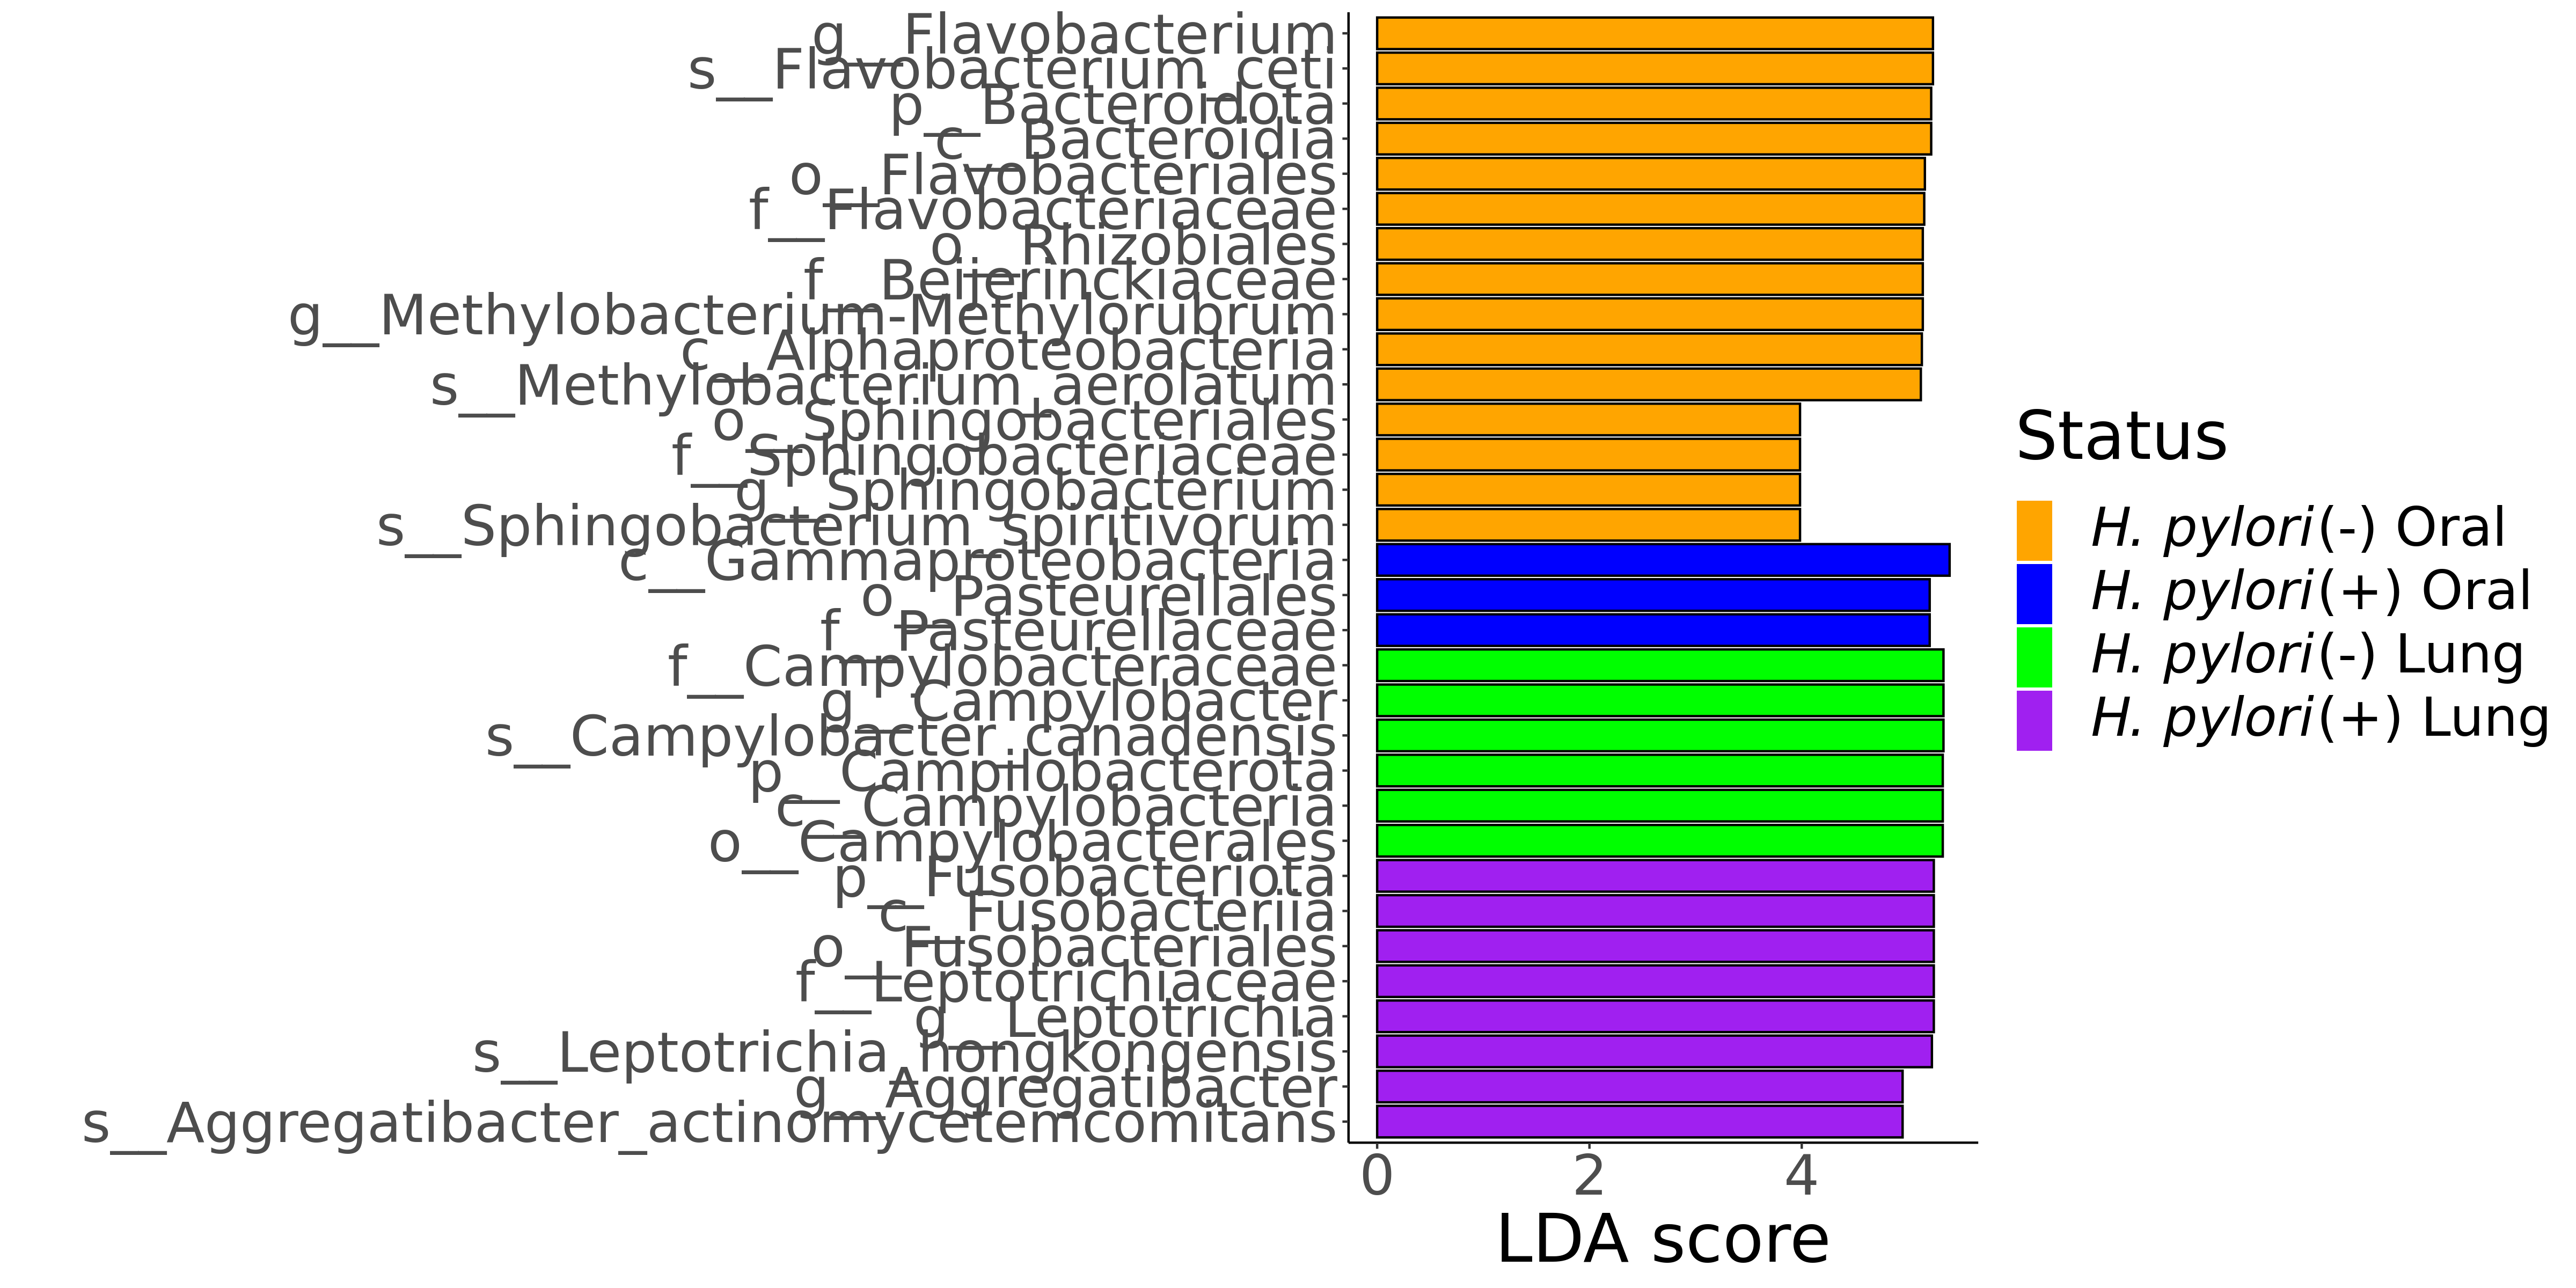 g__Flavobacterium
s__Flavobacterium_ceti
p__Bacteroidota
c__Bacteroidia
o__Flavobacteriales
f__Flavobacteriaceae
o__Rhizobiales
f__Beijerinckiaceae
g__Methylobacterium-Methylorubrum
c__Alphaproteobacteria
s__Methylobacterium_aerolatum
o__Sphingobacteriales
f__Sphingobacteriaceae
g__Sphingobacterium
s__Sphingobacterium_spiritivorum
c__Gammaproteobacteria
o__Pasteurellales
f__Pasteurellaceae
f__Campylobacteraceae
g__Campylobacter
s__Campylobacter_canadensis
p__Campilobacterota
c__Campylobacteria
o__Campylobacterales
p__Fusobacteriota
c__Fusobacteriia
o__Fusobacteriales
f__Leptotrichiaceae
g__Leptotrichia
s__Leptotrichia_hongkongensis
g__Aggregatibacter
s__Aggregatibacter_actinomycetemcomitans
0 2 4
LDA score
Status
H. pylori(-) Oral
H. pylori(+) Oral
H. pylori(-) Lung
H. pylori(+) Lung